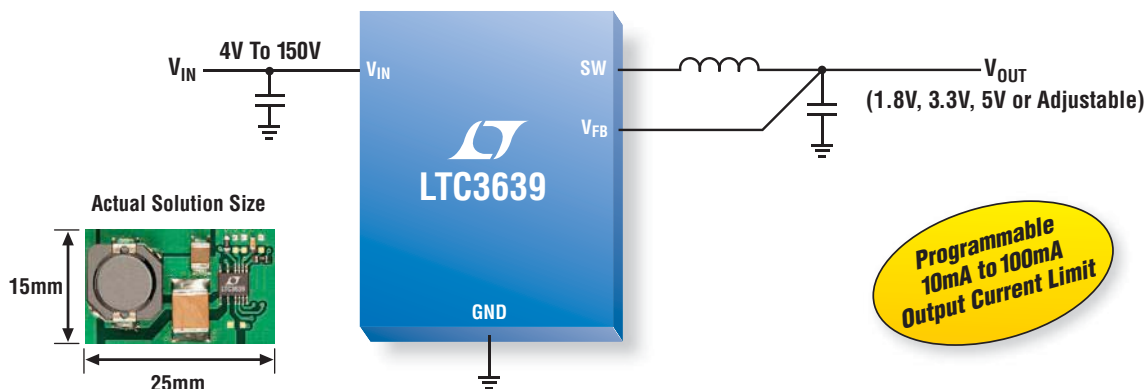 4V To 150V
VIN
VIN
SW
VOUT
(1.8V, 3.3V, 5V or Adjustable)
VFB
LTC3639
Actual Solution Size
15mm
LTC3639
25mm
GND
Programmable
10mA to 100mA
Output Current Limit